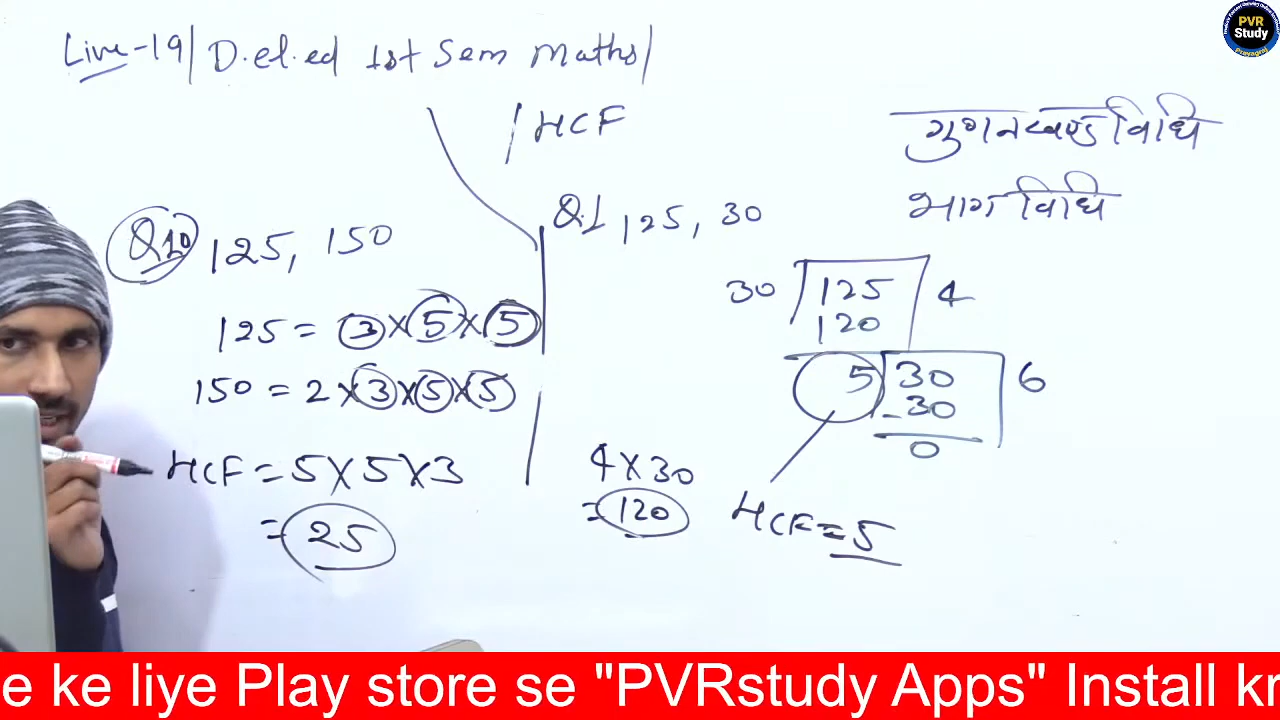 Live-19/ D.el.ed 1st Sem Maths/
/HCF
गुणनखण्ड विधि
भाग विधि
Q10 125, 150
125 = 3×5×5
150 = 2×3×5×5
HCF = 5×5×3
= 25
Q.1 125, 30
30 125 4
120
5 30 6
-30
0
4×30
= 120
HCF = 5
PVR
Study
Prayagraj
e ke liye Play store se "PVRstudy Apps" Install kr